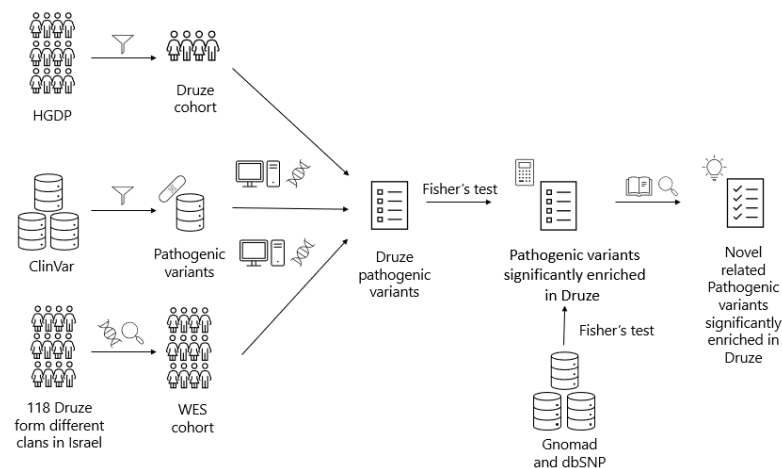 HGDP
Druze
cohort
ClinVar
Pathogenic
variants
118 Druze
form different
clans in Israel
WES
cohort
Druze
pathogenic
variants
Fisher's test
Pathogenic variants
significantly enriched
in Druze
Fisher's test
Gnomad
and dbSNP
Novel
related
Pathogenic
variants
significantly
enriched in
Druze